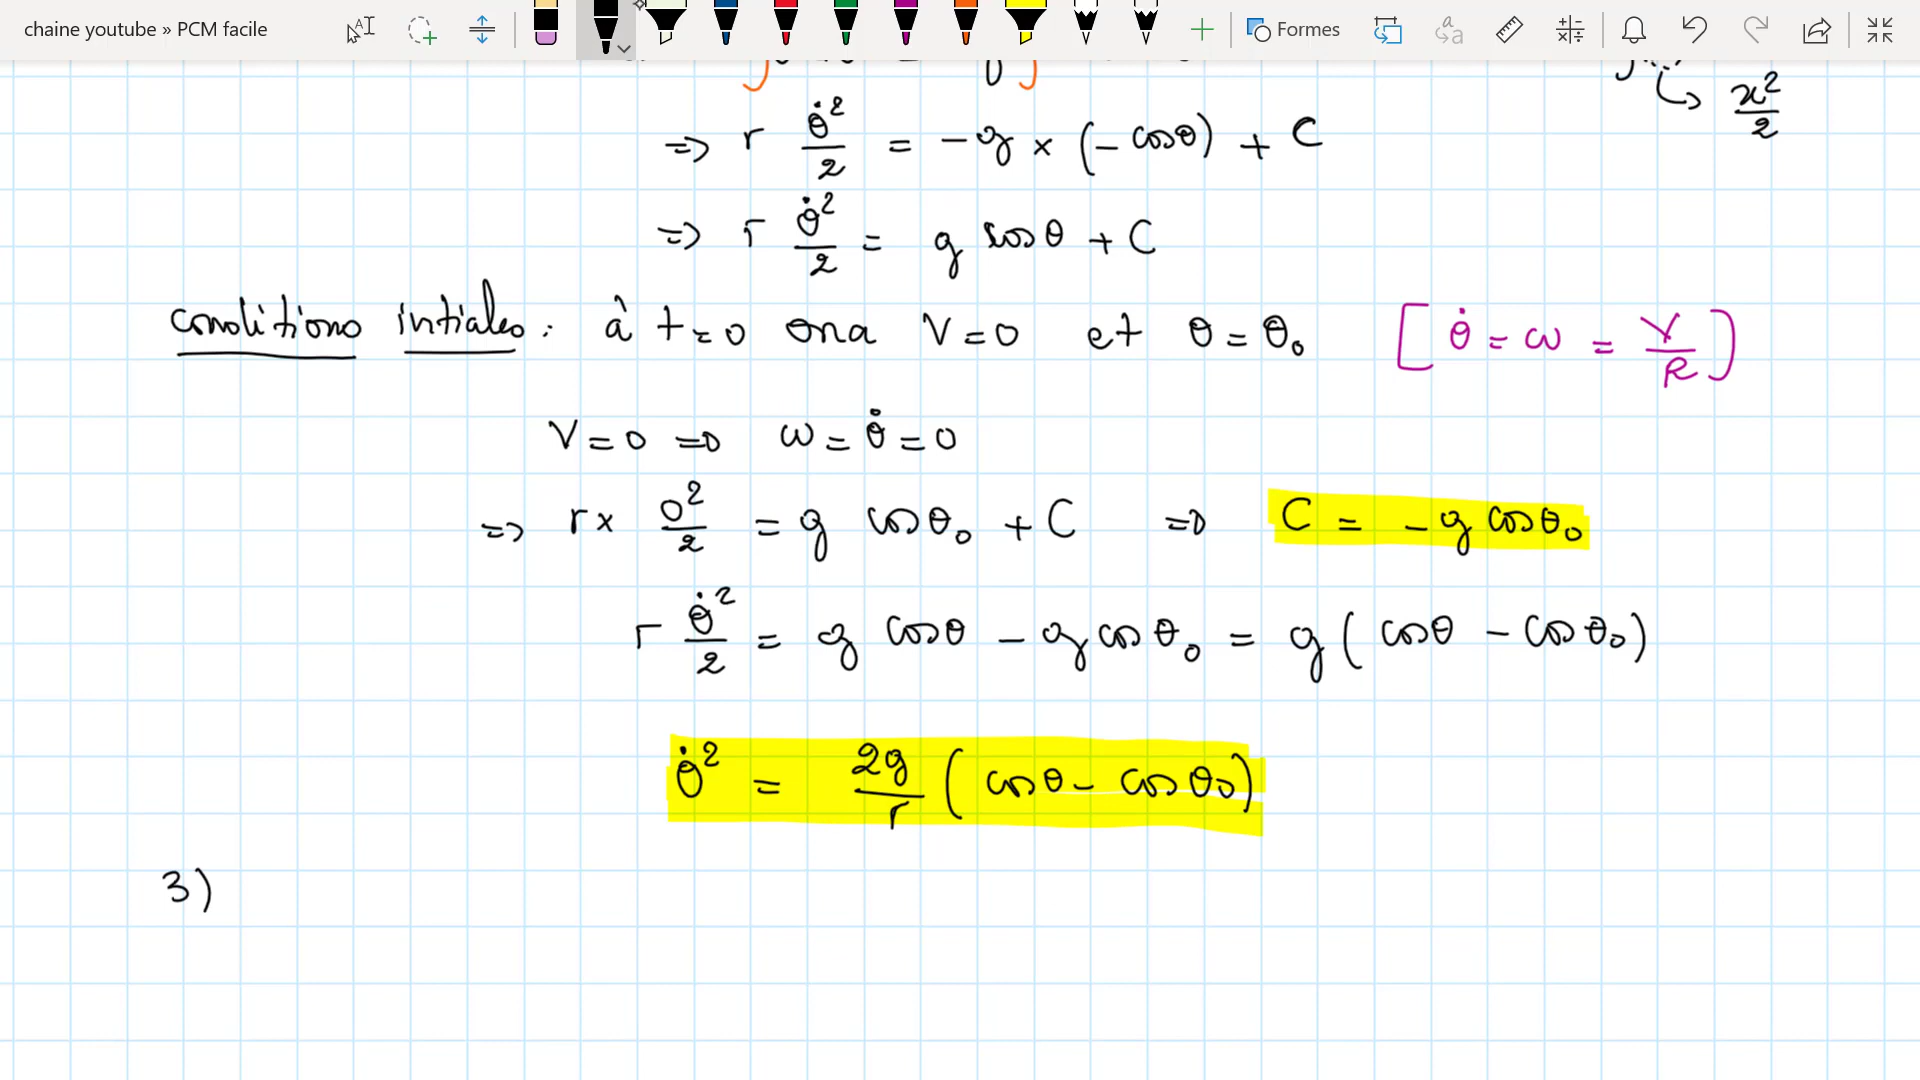 chaine youtube » PCM facile
Formes
=> r θ̇²/2 = -g × (-cosθ) + C
↳ x²/2
=> r θ̇²/2 = g cosθ + C
conditions intiales : à t=0 on a V=0 et θ=θ₀ [θ̇ = ω = V/R]
V=0 => ω = θ̇ = 0
=> r× 0²/2 = g cosθ₀ + C => C = -g cosθ₀
r θ̇²/2 = g cosθ - g cosθ₀ = g(cosθ - cosθ₀)
θ̇² = 2g/r (cosθ - cosθ₀)
3)